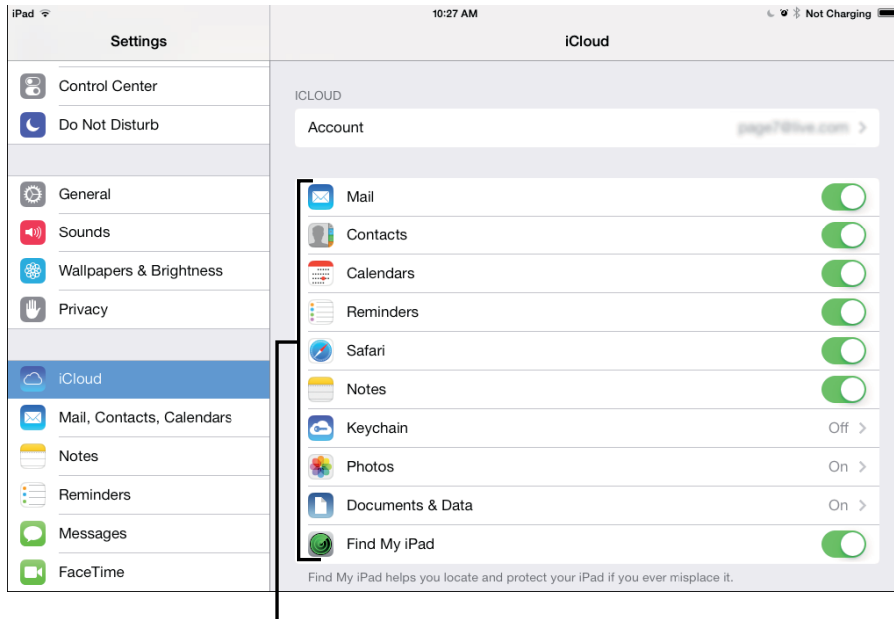 iPad 10:27 AM Not Charging
Settings
Control Center
Do Not Disturb
General
Sounds
Wallpapers & Brightness
Privacy
iCloud
Mail, Contacts, Calendars
Notes
Reminders
Messages
FaceTime
iCloud
ICLOUD
Account
Mail
Contacts
Calendars
Reminders
Safari
Notes
Keychain Off
Photos On
Documents & Data On
Find My iPad
Find My iPad helps you locate and protect your iPad if you ever misplace it.